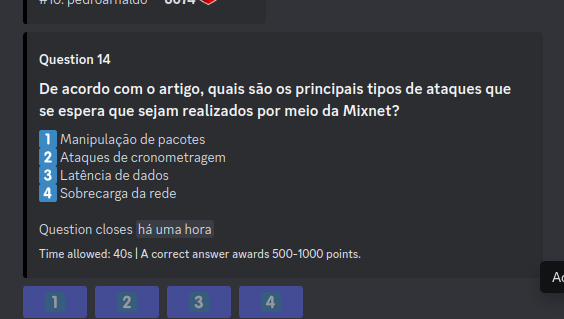 #10. pedroarnaldo 8614
Question 14
De acordo com o artigo, quais são os principais tipos de ataques que
se espera que sejam realizados por meio da Mixnet?
1 Manipulação de pacotes
2 Ataques de cronometragem
3 Latência de dados
4 Sobrecarga da rede
Question closes há uma hora
Time allowed: 40s | A correct answer awards 500-1000 points.
1 2 3 4